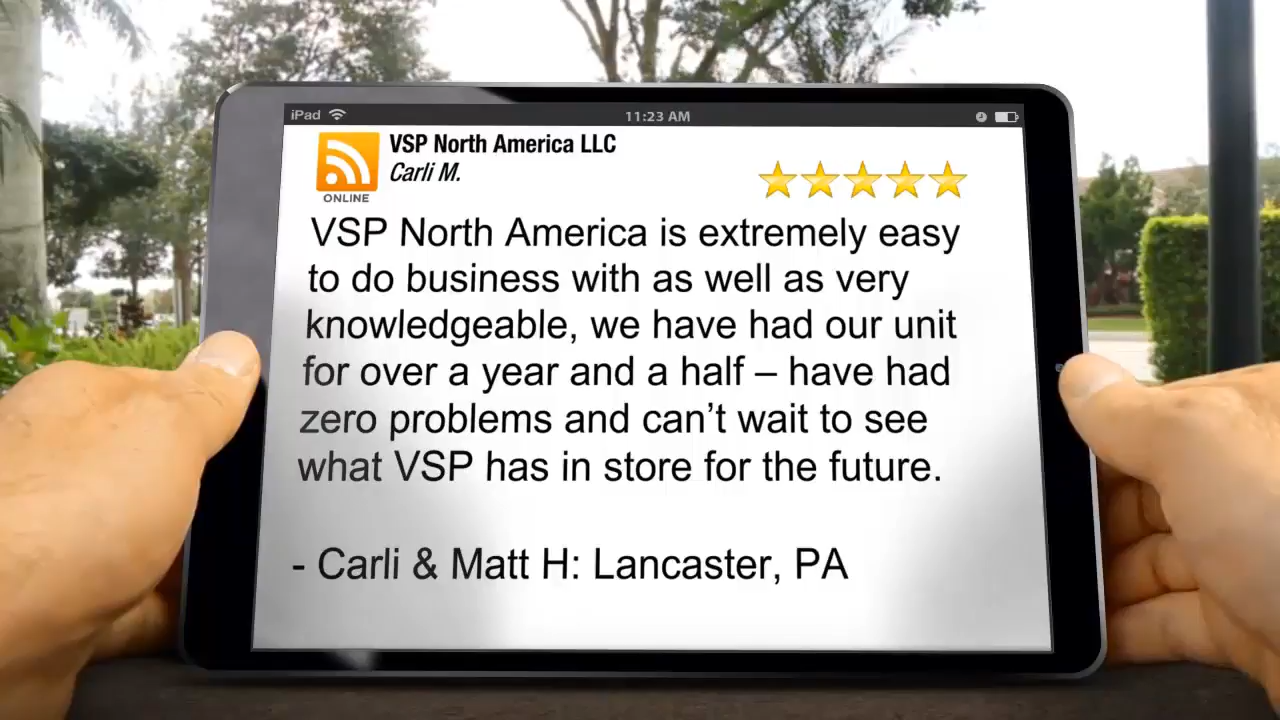 iPad 11:23 AM
VSP North America LLC
Carli M.
ONLINE
VSP North America is extremely easy
to do business with as well as very
knowledgeable, we have had our unit
for over a year and a half – have had
zero problems and can’t wait to see
what VSP has in store for the future.
- Carli & Matt H: Lancaster, PA